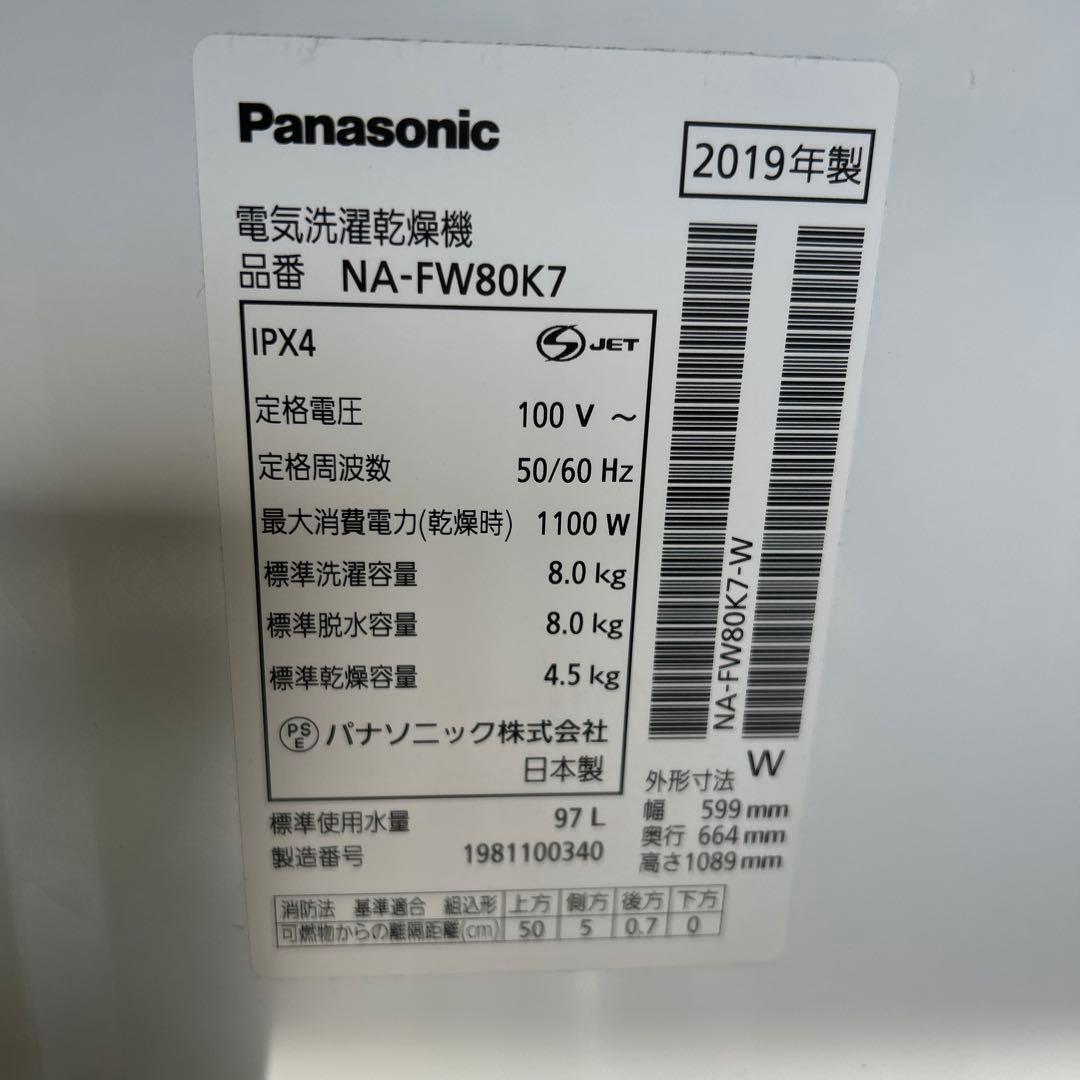 Panasonic
2019年製
電気洗濯乾燥機
品番 NA-FW80K7
IPX4 S JET
定格電圧 100 V ～
定格周波数 50/60 Hz
最大消費電力(乾燥時) 1100 W
標準洗濯容量 8.0 kg
標準脱水容量 8.0 kg
標準乾燥容量 4.5 kg
PS E パナソニック株式会社
日本製
標準使用水量 97 L
製造番号 1981100340
NA-FW80K7-W
W
外形寸法
幅 599 mm
奥行 664 mm
高さ1089 mm
消防法 基準適合 組込形 上方 側方 後方 下方
可燃物からの離隔距離(cm) 50 5 0.7 0